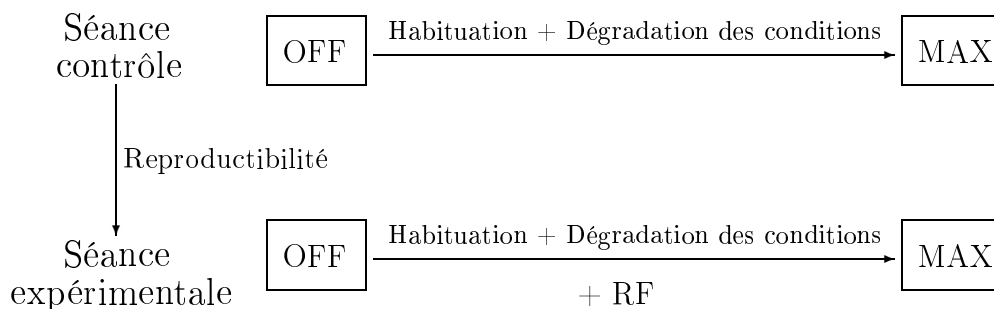 Séance
contrôle
OFF
Habituation + Dégradation des conditions
MAX
Reproductibilité
Séance
expérimentale
OFF
Habituation + Dégradation des conditions
+ RF
MAX